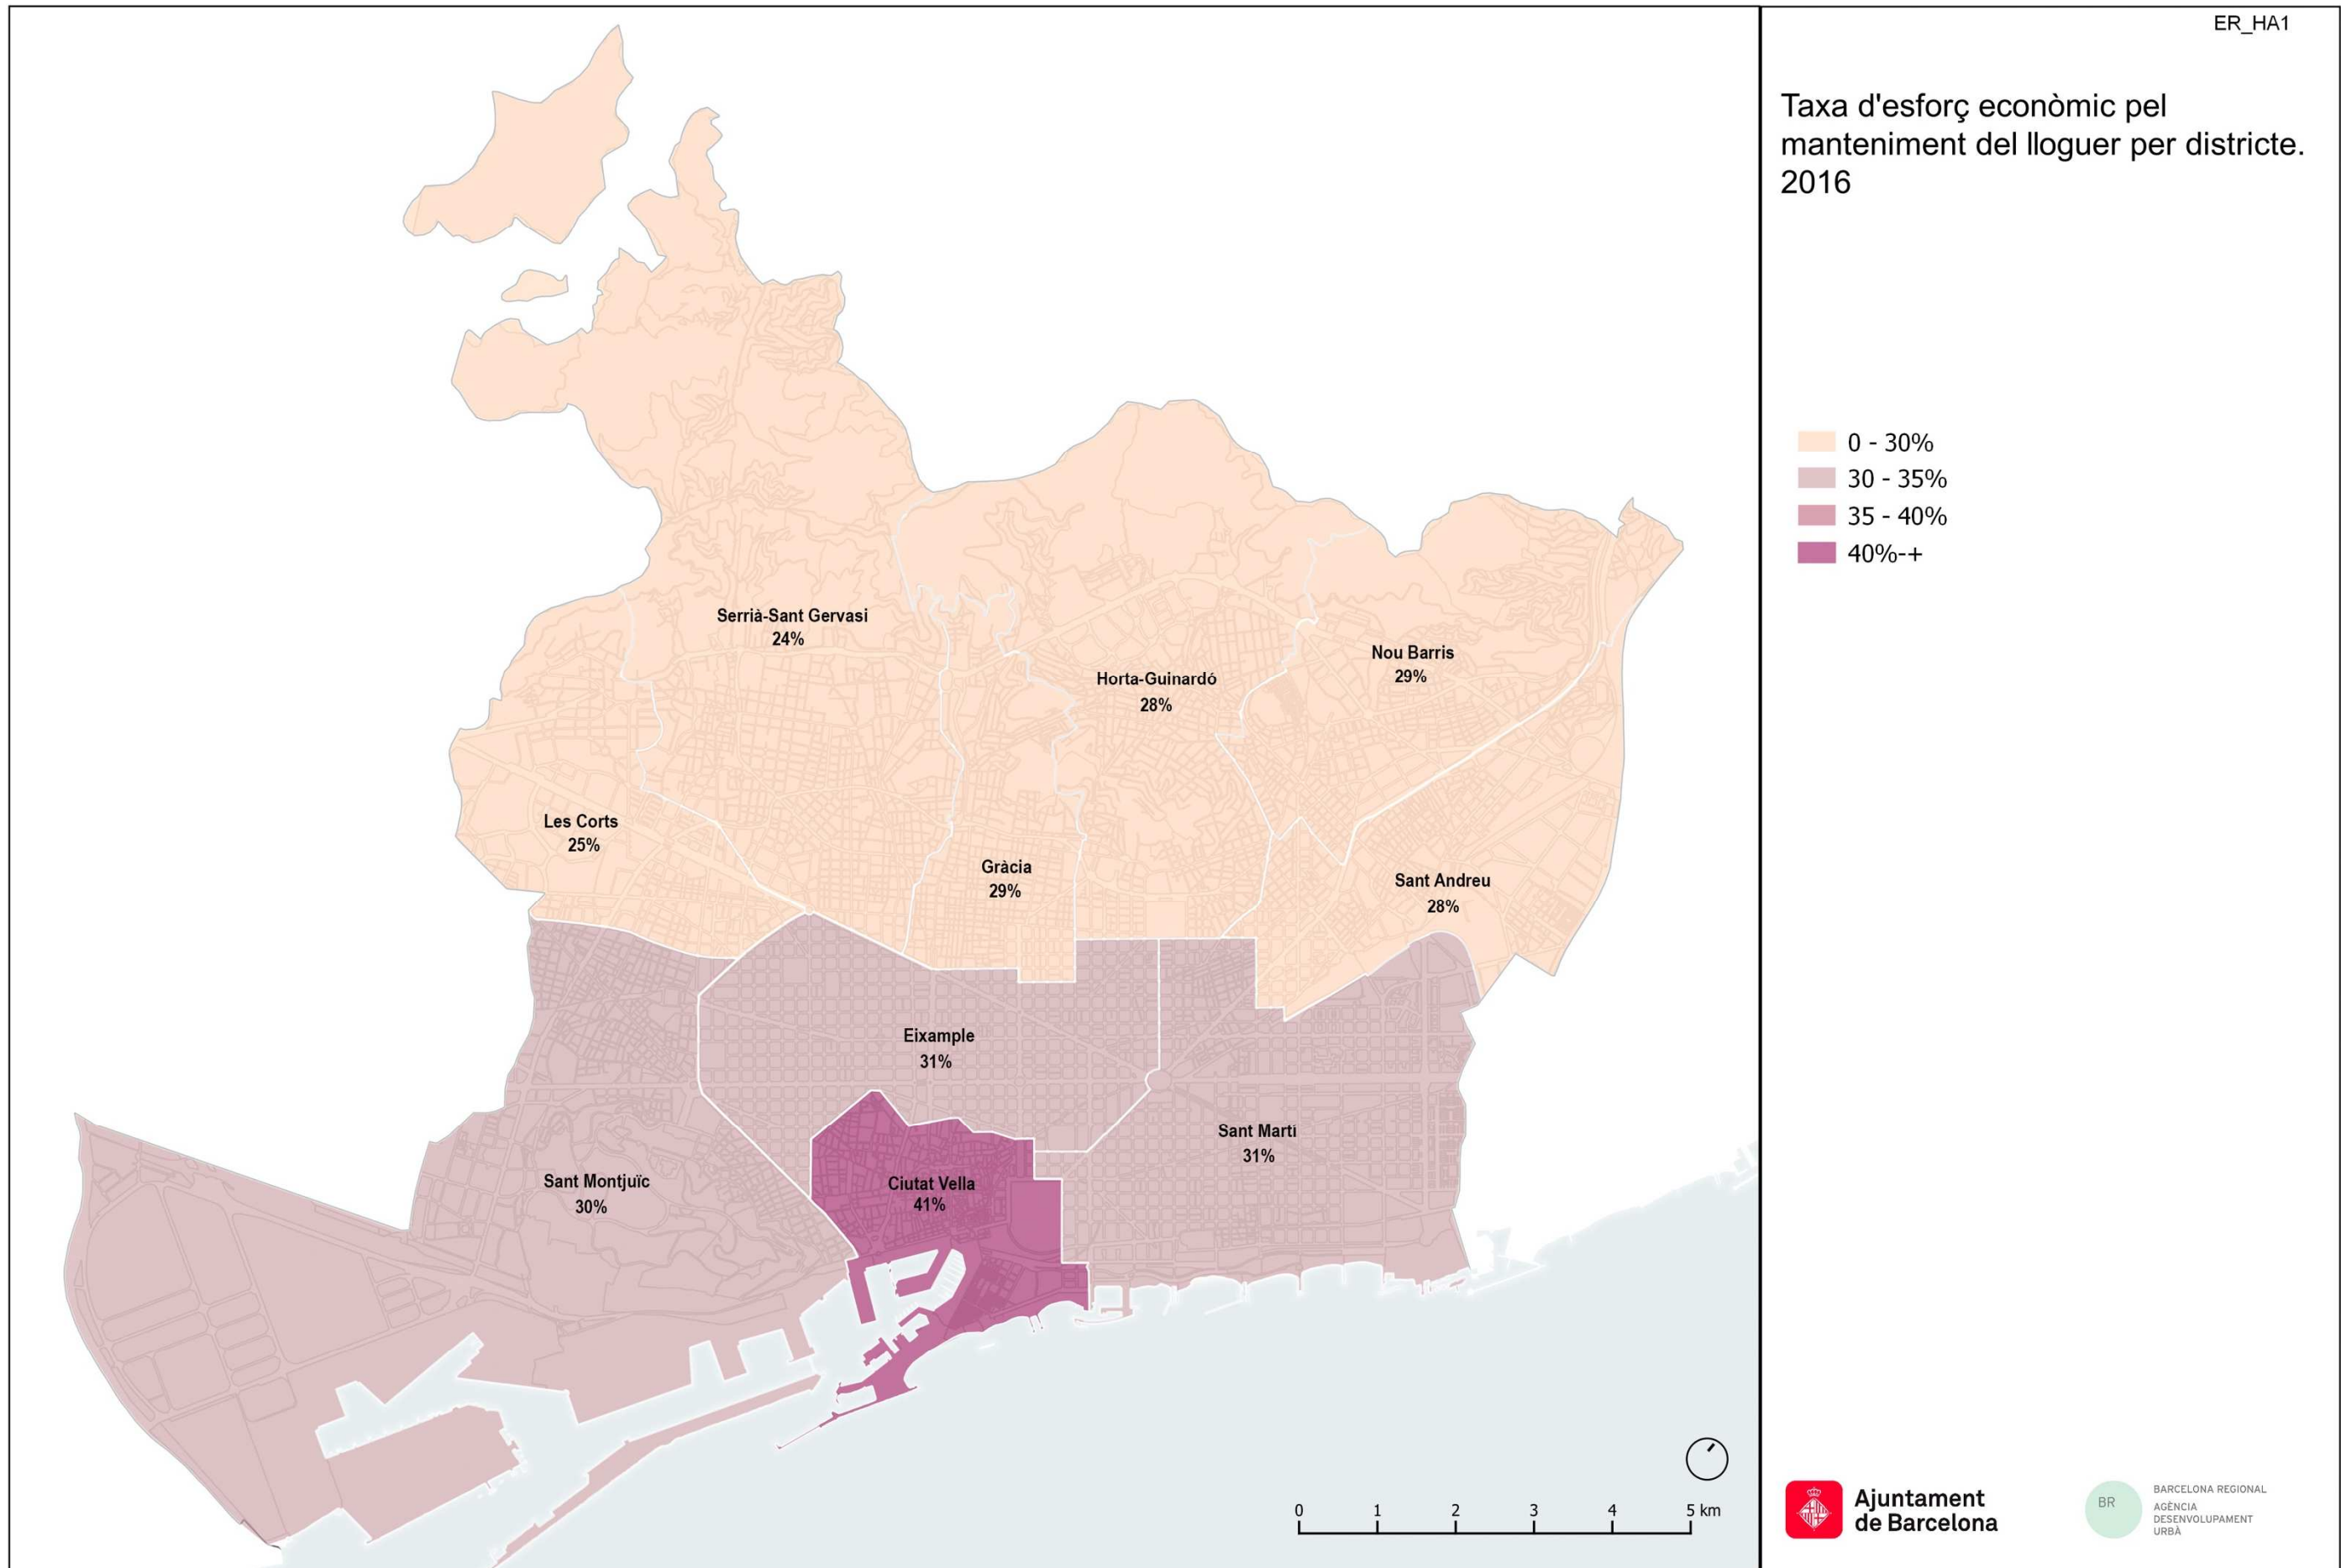 ER_HA1
Taxa d'esforç econòmic pel
manteniment del lloguer per districte.
2016
0 - 30%
30 - 35%
35 - 40%
40%-+
Serrià-Sant Gervasi
24%
Nou Barris
29%
Horta-Guinardó
28%
Les Corts
25%
Gràcia
29%
Sant Andreu
28%
Eixample
31%
Sant Martí
31%
Sant Montjuïc
30%
Ciutat Vella
41%
0 1 2 3 4 5 km
Ajuntament
de Barcelona
BR
BARCELONA REGIONAL
AGÈNCIA
DESENVOLUPAMENT
URBÀ